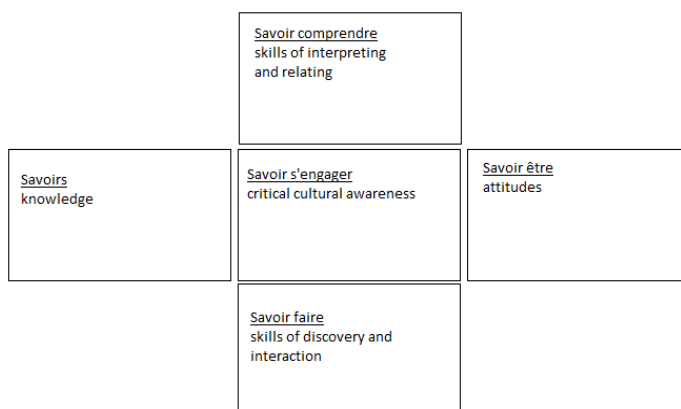 Savoir comprendre
skills of interpreting
and relating
Savoirs
knowledge
Savoir s'engager
critical cultural awareness
Savoir être
attitudes
Savoir faire
skills of discovery and
interaction